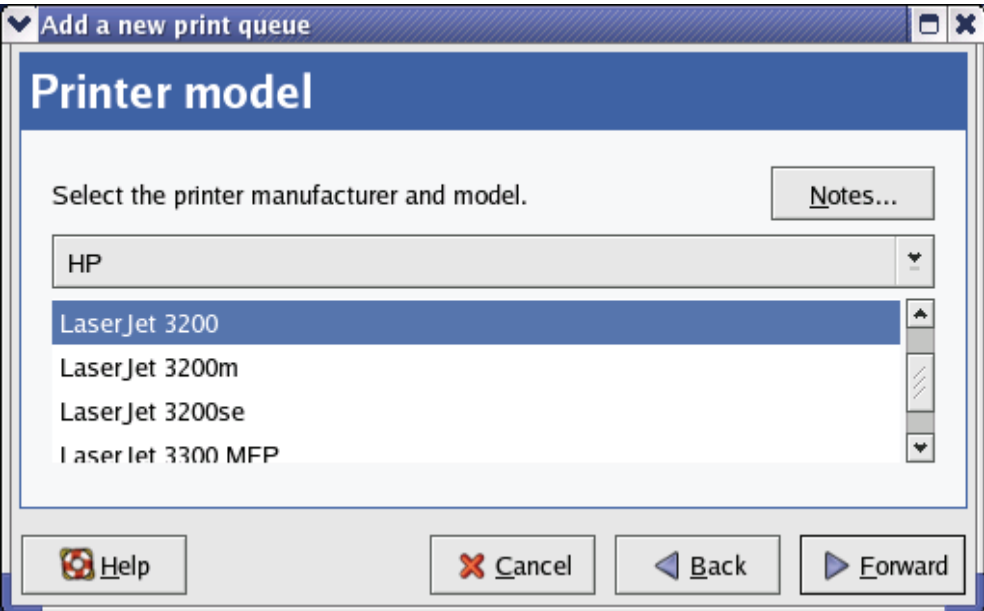 Add a new print queue
Printer model
Select the printer manufacturer and model.
Notes...
HP
LaserJet 3200
LaserJet 3200m
LaserJet 3200se
LaserJet 3300 MFP
Help
Cancel
Back
Forward